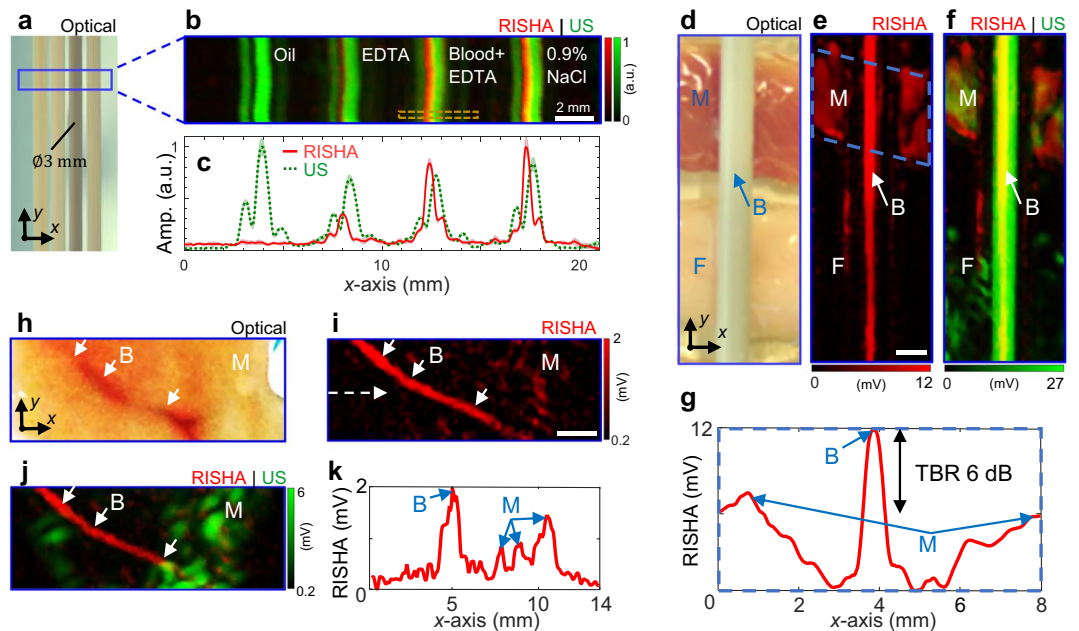 a
Optical
Ø3 mm
y
x
b
RISHA | US
Oil
EDTA
Blood+
EDTA
0.9%
NaCl
2 mm
1
0
(a.u.)
c
RISHA
US
1
0
Amp. (a.u.)
0
10
20
x-axis (mm)
d
Optical
M
B
F
y
x
e
RISHA
M
B
F
0
(mV)
12
f
RISHA | US
M
B
F
0
(mV)
27
g
12
6
RISHA (mV)
B
TBR 6 dB
M
0
2
4
6
8
x-axis (mm)
h
Optical
B
M
y
x
i
RISHA
B
M
2
(mV)
0.2
j
RISHA | US
B
M
6
(mV)
0.2
k
2
1
0
RISHA (mV)
B
M
5
10
14
x-axis (mm)